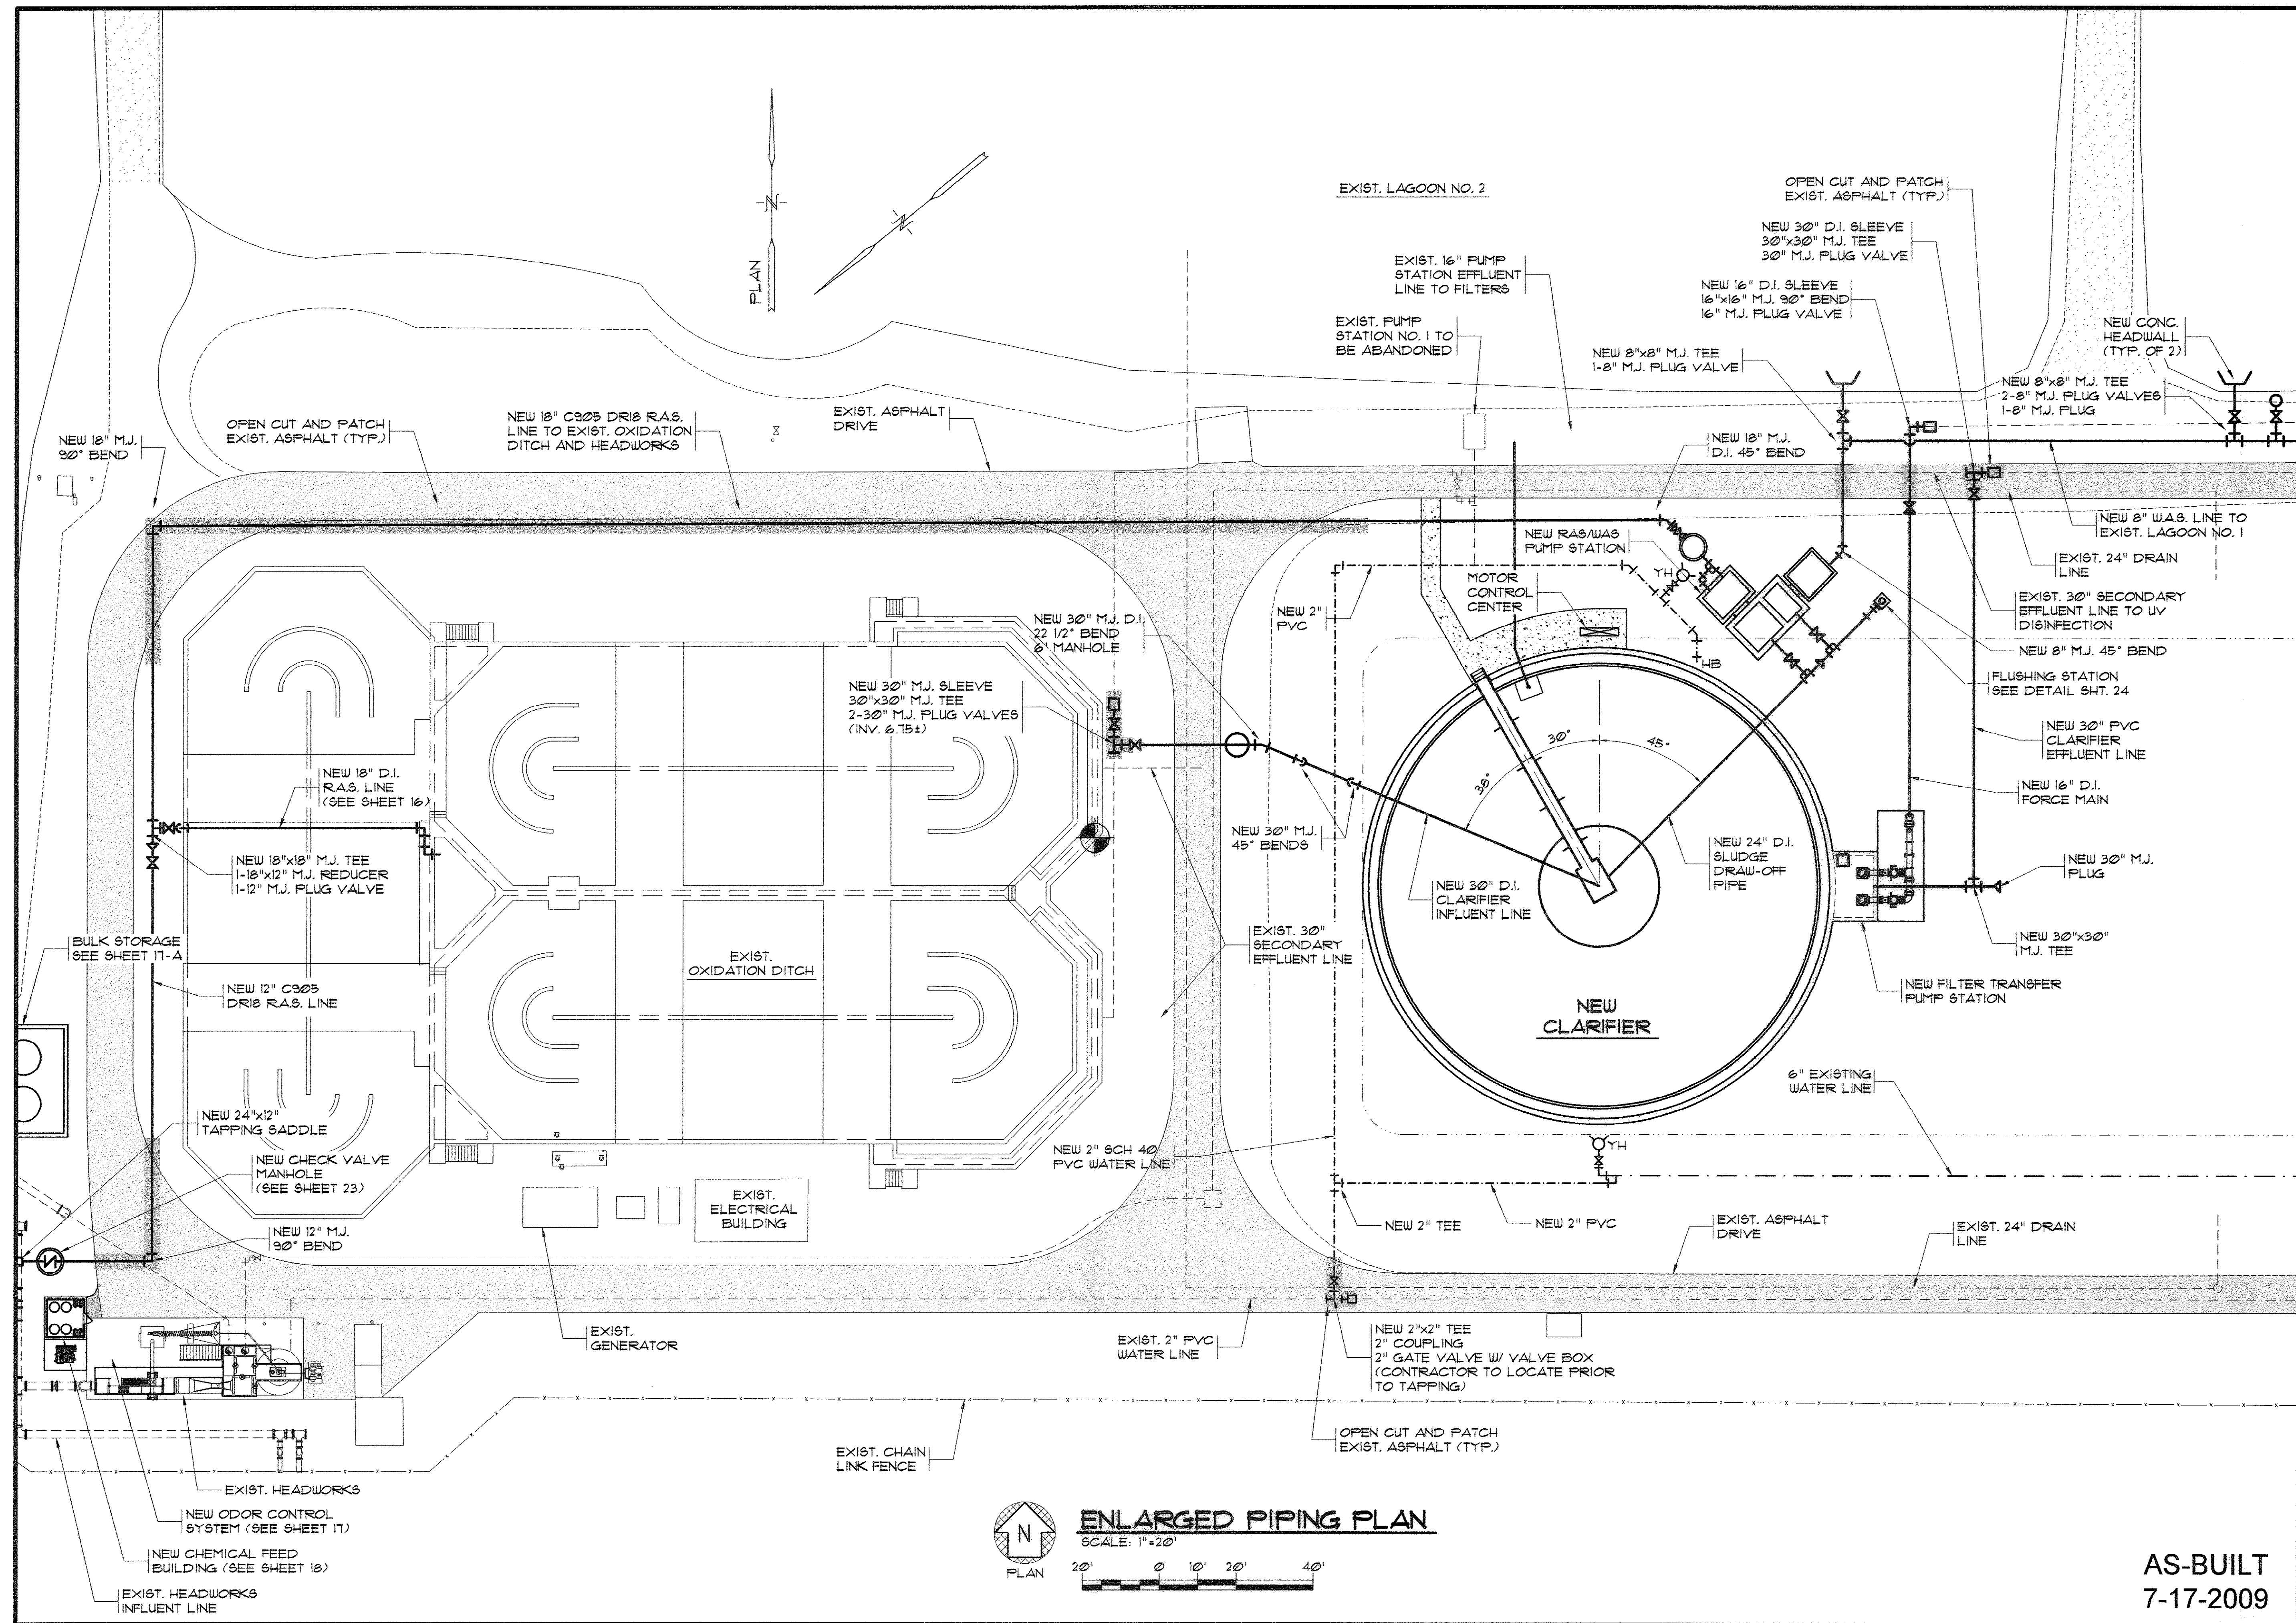 PLAN
N
N
EXIST. LAGOON NO. 2
OPEN CUT AND PATCH
EXIST. ASPHALT (TYP.)
NEW 30" D.I. SLEEVE
30"x30" M.J. TEE
30" M.J. PLUG VALVE
EXIST. 16" PUMP
STATION EFFLUENT
LINE TO FILTERS
NEW 16" D.I. SLEEVE
16"x16" M.J. 90° BEND
16" M.J. PLUG VALVE
EXIST. PUMP
STATION NO. 1 TO
BE ABANDONED
NEW 8"x8" M.J. TEE
1-8" M.J. PLUG VALVE
NEW CONC.
HEADWALL
(TYP. OF 2)
NEW 8"x8" M.J. TEE
2-8" M.J. PLUG VALVES
1-8" M.J. PLUG
NEW 18" M.J.
90° BEND
OPEN CUT AND PATCH
EXIST. ASPHALT (TYP.)
NEW 18" C905 DR18 R.A.S.
LINE TO EXIST. OXIDATION
DITCH AND HEADWORKS
EXIST. ASPHALT
DRIVE
NEW 18" M.J.
D.I. 45° BEND
NEW RAS/WAS
PUMP STATION
YH
MOTOR
CONTROL
CENTER
HB
NEW 8" W.A.S. LINE TO
EXIST. LAGOON NO. 1
EXIST. 24" DRAIN
LINE
EXIST. 30" SECONDARY
EFFLUENT LINE TO UV
DISINFECTION
NEW 8" M.J. 45° BEND
FLUSHING STATION
SEE DETAIL SHT. 24
NEW 30" PVC
CLARIFIER
EFFLUENT LINE
NEW 16" D.I.
FORCE MAIN
NEW 30" M.J.
PLUG
NEW 30"x30"
M.J. TEE
NEW FILTER TRANSFER
PUMP STATION
NEW 2"
PVC
NEW 30" M.J. D.I.
22 1/2° BEND
6' MANHOLE
NEW 30" M.J. SLEEVE
30"x30" M.J. TEE
2-30" M.J. PLUG VALVES
(INV. 6.75±)
30°
45°
38°
NEW 30" M.J.
45° BENDS
NEW 24" D.I.
SLUDGE
DRAW-OFF
PIPE
NEW 30" D.I.
CLARIFIER
INFLUENT LINE
NEW
CLARIFIER
NEW 18" D.I.
R.A.S. LINE
(SEE SHEET 16)
NEW 18"x18" M.J. TEE
1-18"x12" M.J. REDUCER
1-12" M.J. PLUG VALVE
BULK STORAGE
SEE SHEET 17-A
NEW 12" C905
DR18 R.A.S. LINE
EXIST.
OXIDATION DITCH
EXIST. 30"
SECONDARY
EFFLUENT LINE
6" EXISTING
WATER LINE
NEW 24"x12"
TAPPING SADDLE
NEW CHECK VALVE
MANHOLE
(SEE SHEET 23)
NEW 12" M.J.
90° BEND
NEW 2" SCH 40
PVC WATER LINE
YH
EXIST.
ELECTRICAL
BUILDING
NEW 2" TEE
NEW 2" PVC
EXIST. ASPHALT
DRIVE
EXIST. 24" DRAIN
LINE
EXIST.
GENERATOR
EXIST. 2" PVC
WATER LINE
NEW 2"x2" TEE
2" COUPLING
2" GATE VALVE W/ VALVE BOX
(CONTRACTOR TO LOCATE PRIOR
TO TAPPING)
OPEN CUT AND PATCH
EXIST. ASPHALT (TYP.)
EXIST. CHAIN
LINK FENCE
EXIST. HEADWORKS
NEW ODOR CONTROL
SYSTEM (SEE SHEET 17)
NEW CHEMICAL FEED
BUILDING (SEE SHEET 18)
EXIST. HEADWORKS
INFLUENT LINE
N
PLAN
ENLARGED PIPING PLAN
SCALE: 1"=20'
20' 0 10' 20' 40'
AS-BUILT
7-17-2009